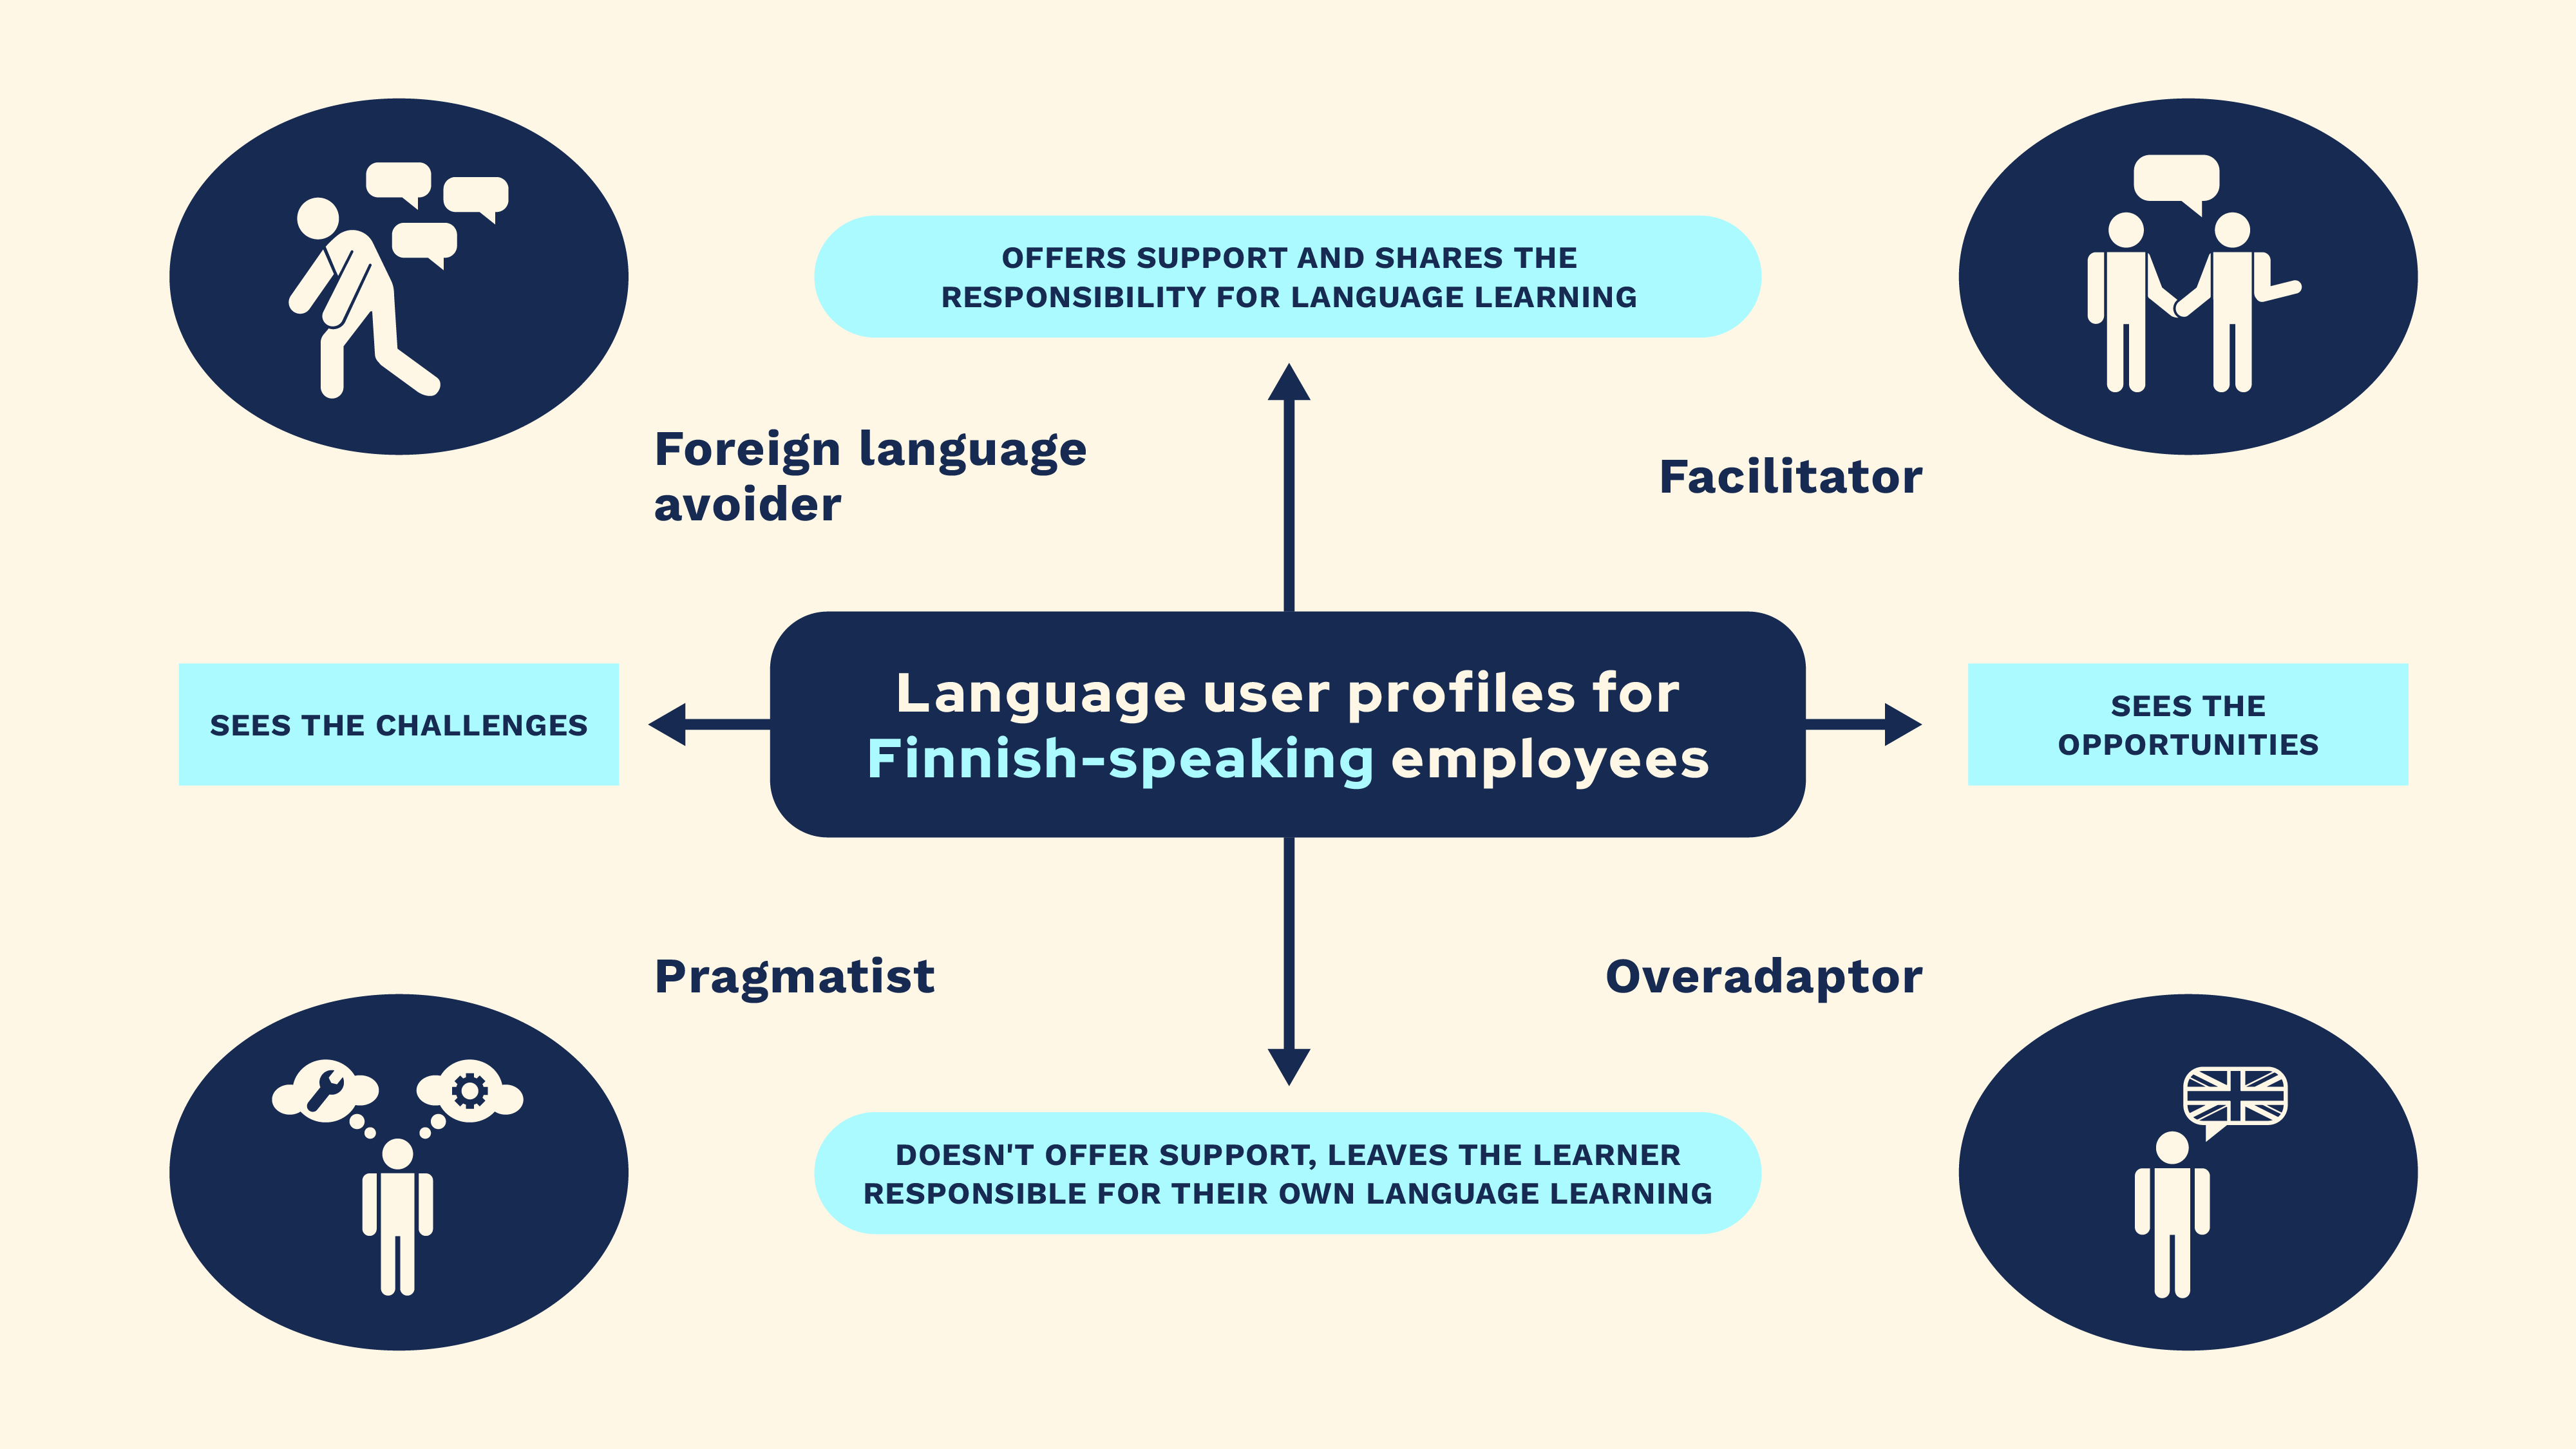 OFFERS SUPPORT AND SHARES THE
RESPONSIBILITY FOR LANGUAGE LEARNING
Foreign language
avoider
Facilitator
SEES THE CHALLENGES
Language user profiles for
Finnish-speaking employees
SEES THE
OPPORTUNITIES
Pragmatist
Overadaptor
DOESN'T OFFER SUPPORT, LEAVES THE LEARNER
RESPONSIBLE FOR THEIR OWN LANGUAGE LEARNING